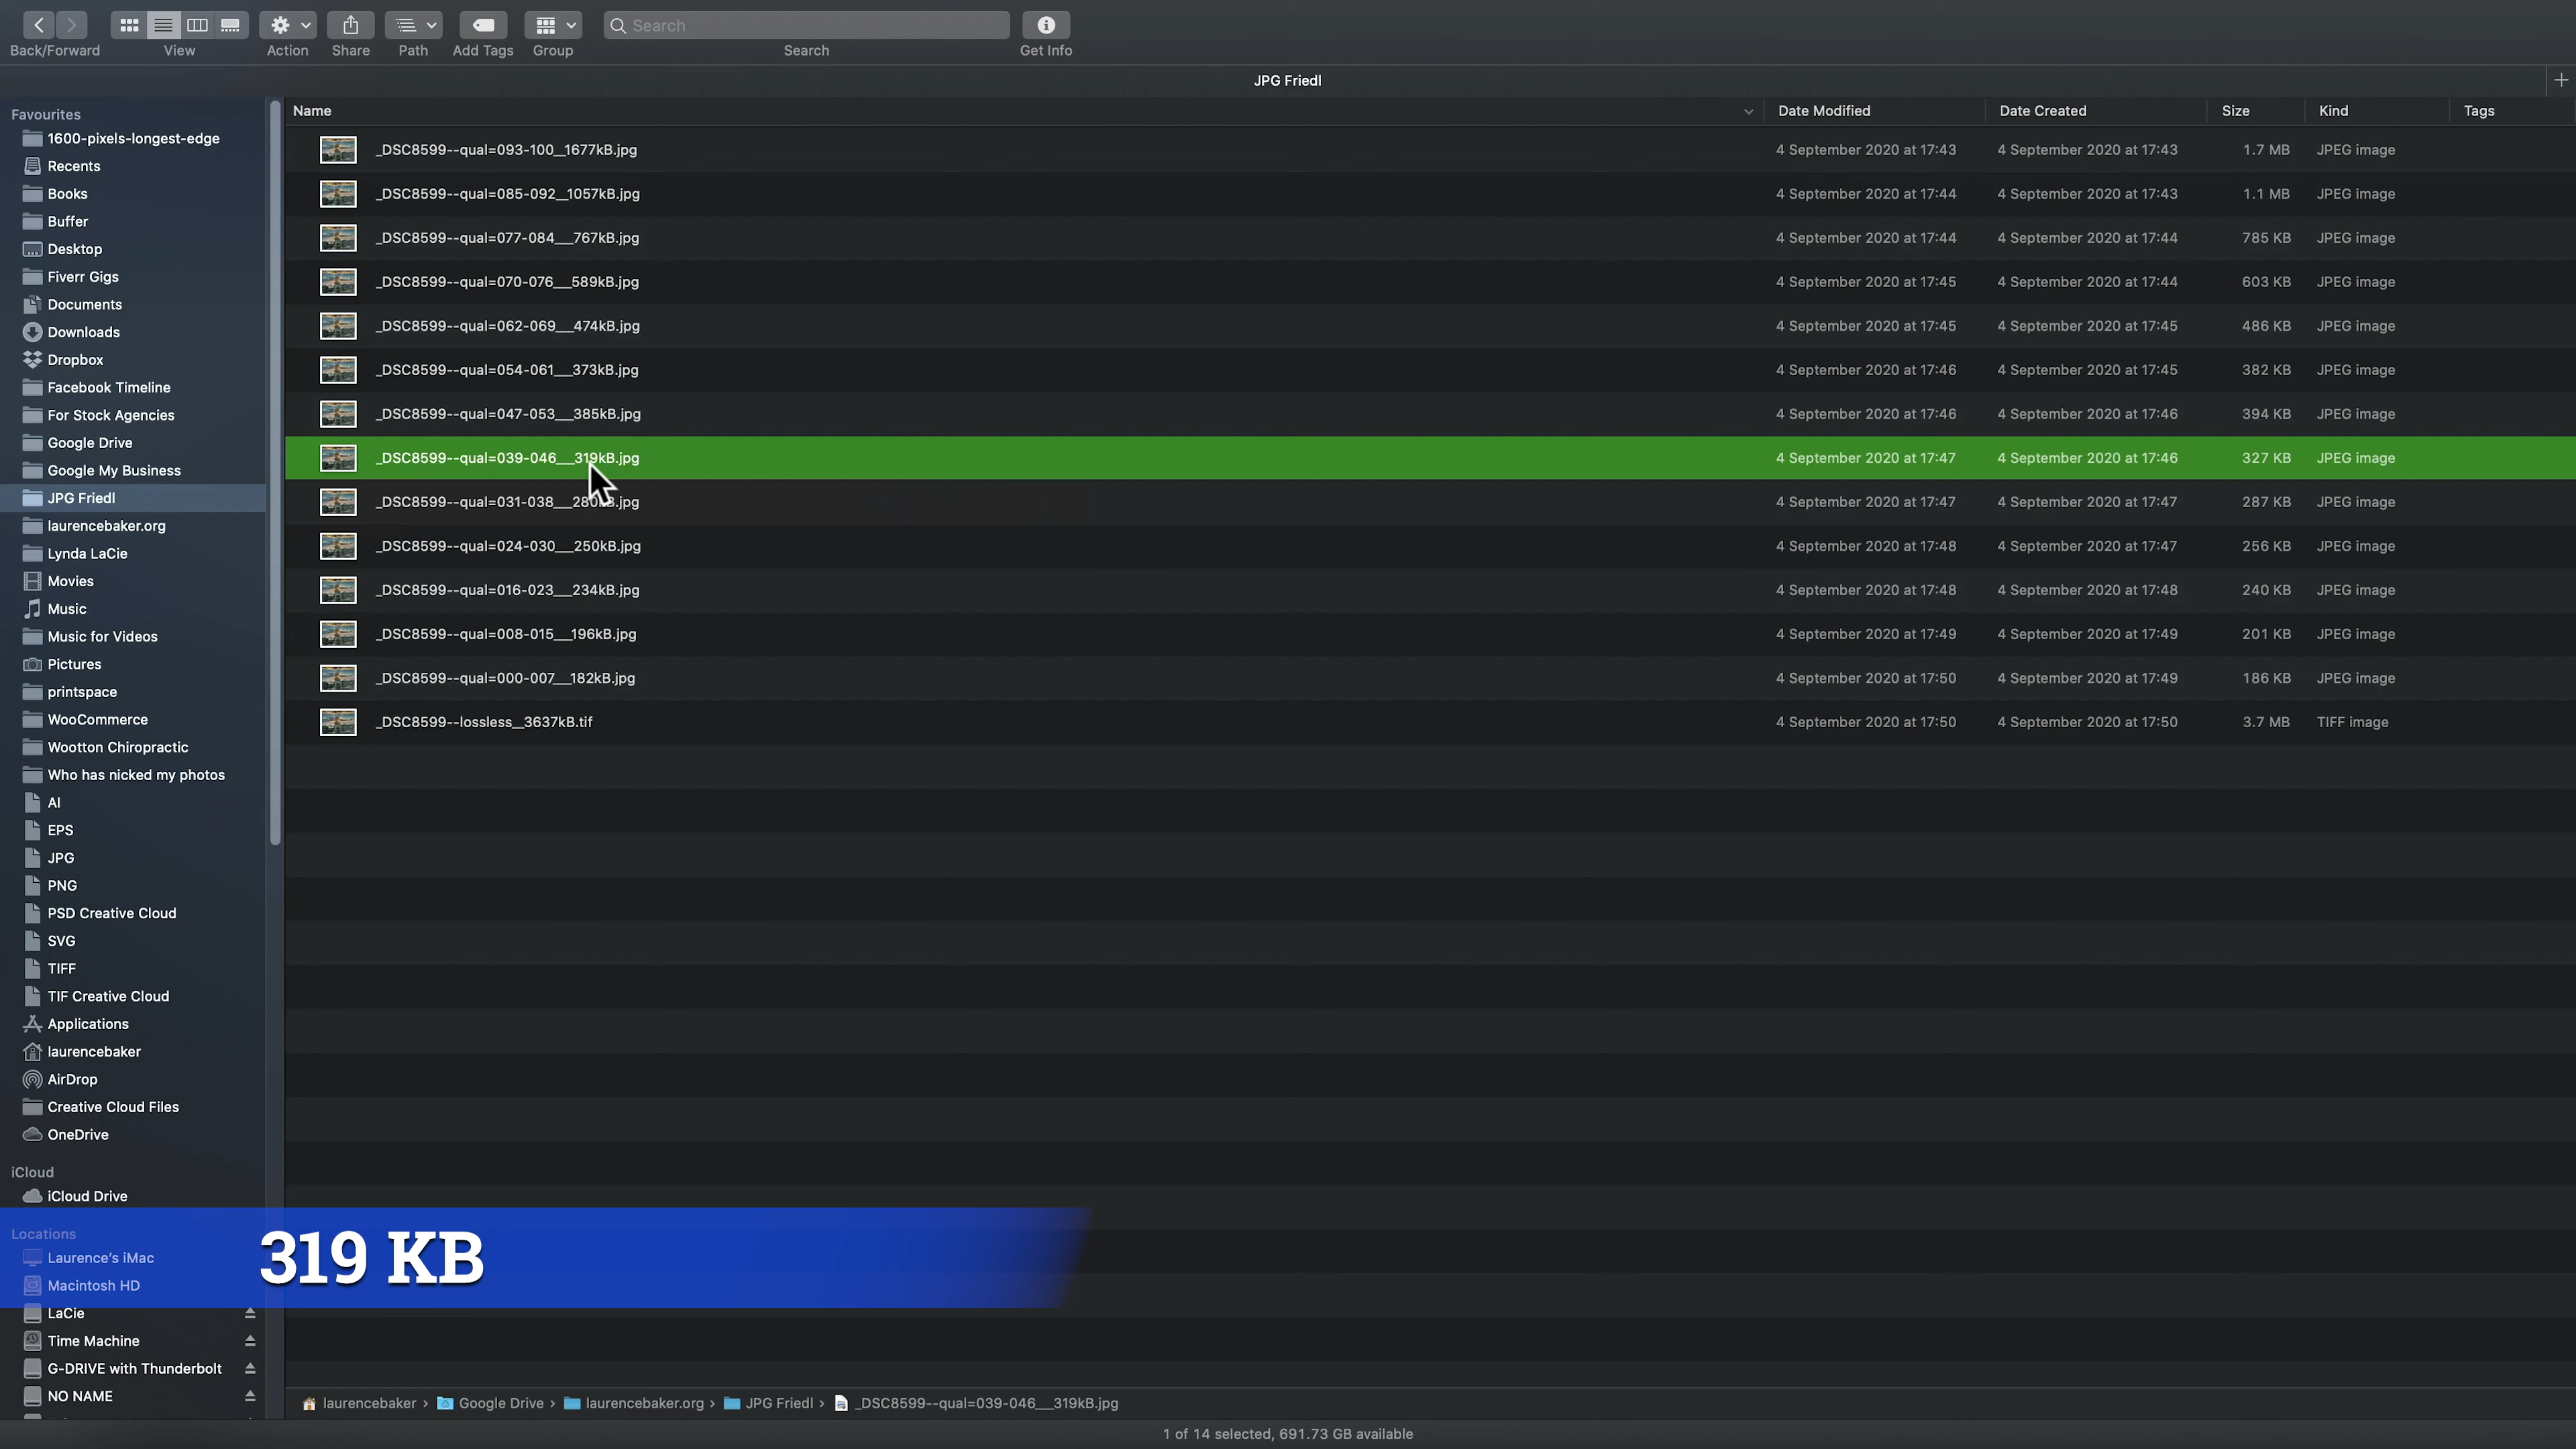 Search
Back/Forward View Action Share Path Add Tags Group Search Get Info
JPG Friedl
Favourites
1600-pixels-longest-edge
Recents
Books
Buffer
Desktop
Fiverr Gigs
Documents
Downloads
Dropbox
Facebook Timeline
For Stock Agencies
Google Drive
Google My Business
JPG Friedl
laurencebaker.org
Lynda LaCie
Movies
Music
Music for Videos
Pictures
printspace
WooCommerce
Wootton Chiropractic
Who has nicked my photos
AI
EPS
JPG
PNG
PSD Creative Cloud
SVG
TIFF
TIF Creative Cloud
Applications
laurencebaker
AirDrop
Creative Cloud Files
OneDrive
iCloud
iCloud Drive
Locations
Laurence's iMac
Macintosh HD
LaCie
Time Machine
G-DRIVE with Thunderbolt
NO NAME
Name Date Modified Date Created Size Kind Tags
_DSC8599--qual=093-100__1677kB.jpg 4 September 2020 at 17:43 4 September 2020 at 17:43 1.7 MB JPEG image
_DSC8599--qual=085-092__1057kB.jpg 4 September 2020 at 17:44 4 September 2020 at 17:43 1.1 MB JPEG image
_DSC8599--qual=077-084___767kB.jpg 4 September 2020 at 17:44 4 September 2020 at 17:44 785 KB JPEG image
_DSC8599--qual=070-076___589kB.jpg 4 September 2020 at 17:45 4 September 2020 at 17:44 603 KB JPEG image
_DSC8599--qual=062-069___474kB.jpg 4 September 2020 at 17:45 4 September 2020 at 17:45 486 KB JPEG image
_DSC8599--qual=054-061___373kB.jpg 4 September 2020 at 17:46 4 September 2020 at 17:45 382 KB JPEG image
_DSC8599--qual=047-053___385kB.jpg 4 September 2020 at 17:46 4 September 2020 at 17:46 394 KB JPEG image
_DSC8599--qual=039-046___319kB.jpg 4 September 2020 at 17:47 4 September 2020 at 17:46 327 KB JPEG image
_DSC8599--qual=031-038___280kB.jpg 4 September 2020 at 17:47 4 September 2020 at 17:47 287 KB JPEG image
_DSC8599--qual=024-030___250kB.jpg 4 September 2020 at 17:48 4 September 2020 at 17:47 256 KB JPEG image
_DSC8599--qual=016-023___234kB.jpg 4 September 2020 at 17:48 4 September 2020 at 17:48 240 KB JPEG image
_DSC8599--qual=008-015___196kB.jpg 4 September 2020 at 17:49 4 September 2020 at 17:49 201 KB JPEG image
_DSC8599--qual=000-007___182kB.jpg 4 September 2020 at 17:50 4 September 2020 at 17:49 186 KB JPEG image
_DSC8599--lossless__3637kB.tif 4 September 2020 at 17:50 4 September 2020 at 17:50 3.7 MB TIFF image
319 KB
laurencebaker › Google Drive › laurencebaker.org › JPG Friedl › _DSC8599--qual=039-046___319kB.jpg
1 of 14 selected, 691.73 GB available